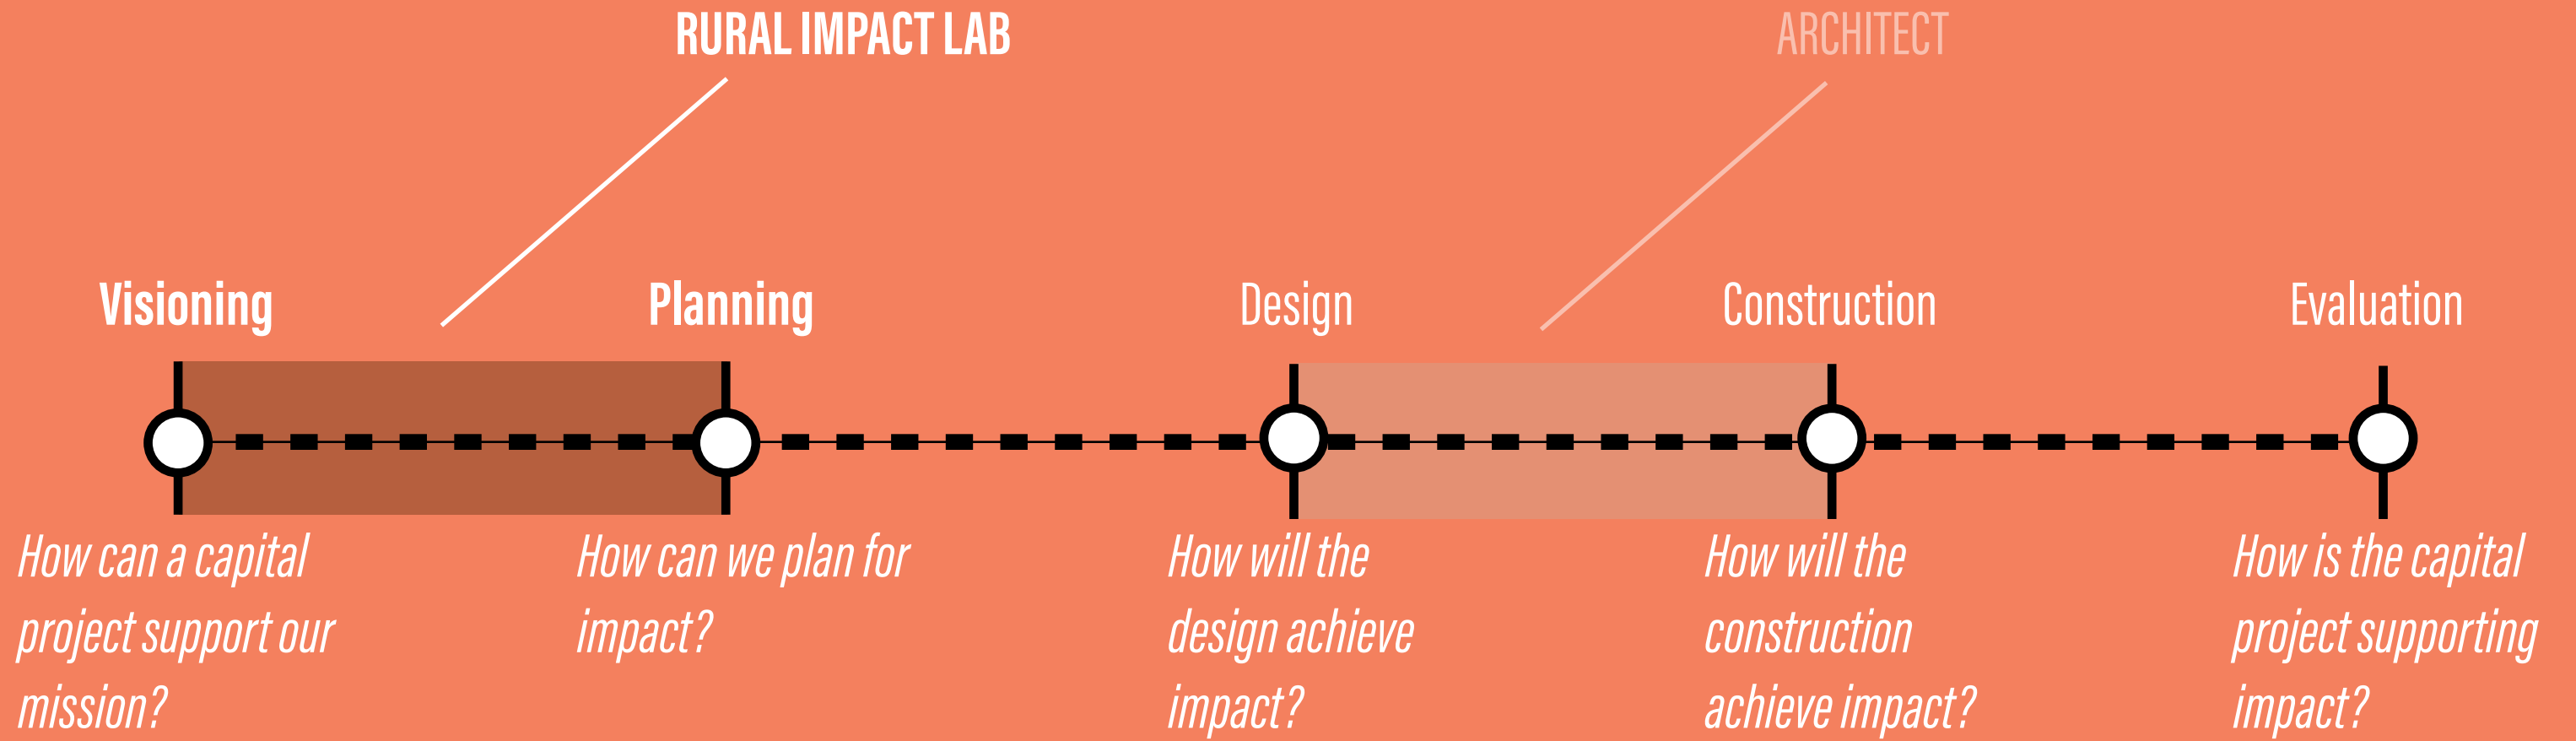 RURAL IMPACT LAB
ARCHITECT
Visioning
Planning
Design
Construction
Evaluation
How can a capital
project support our
mission?
How can we plan for
impact?
How will the
design achieve
impact?
How will the
construction
achieve impact?
How is the capital
project supporting
impact?